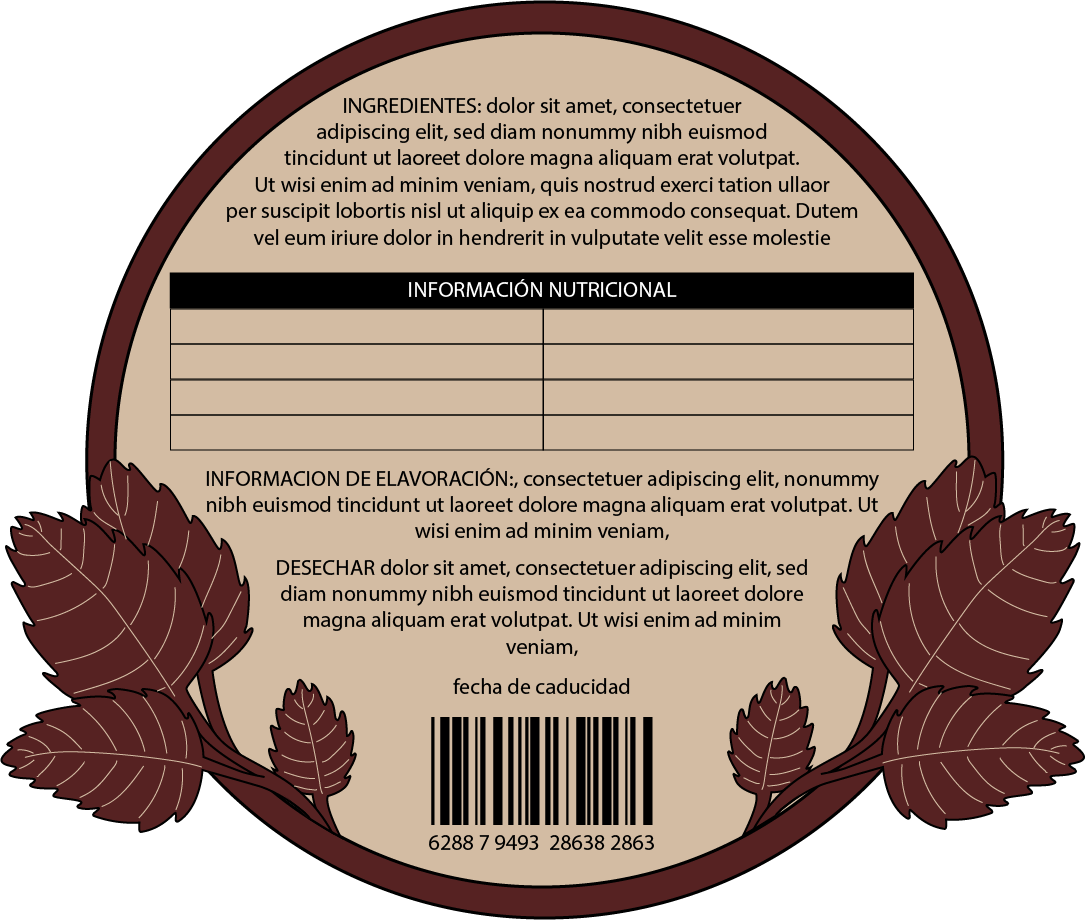 INGREDIENTES: dolor sit amet, consectetuer
adipiscing elit, sed diam nonummy nibh euismod
tincidunt ut laoreet dolore magna aliquam erat volutpat.
Ut wisi enim ad minim veniam, quis nostrud exerci tation ullaor
per suscipit lobortis nisl ut aliquip ex ea commodo consequat. Dutem
vel eum iriure dolor in hendrerit in vulputate velit esse molestie
INFORMACIÓN NUTRICIONAL
INFORMACION DE ELAVORACIÓN:, consectetuer adipiscing elit, nonummy
nibh euismod tincidunt ut laoreet dolore magna aliquam erat volutpat. Ut
wisi enim ad minim veniam,
DESECHAR dolor sit amet, consectetuer adipiscing elit, sed
diam nonummy nibh euismod tincidunt ut laoreet dolore
magna aliquam erat volutpat. Ut wisi enim ad minim
veniam,
fecha de caducidad
6288 7 9493 28638 2863